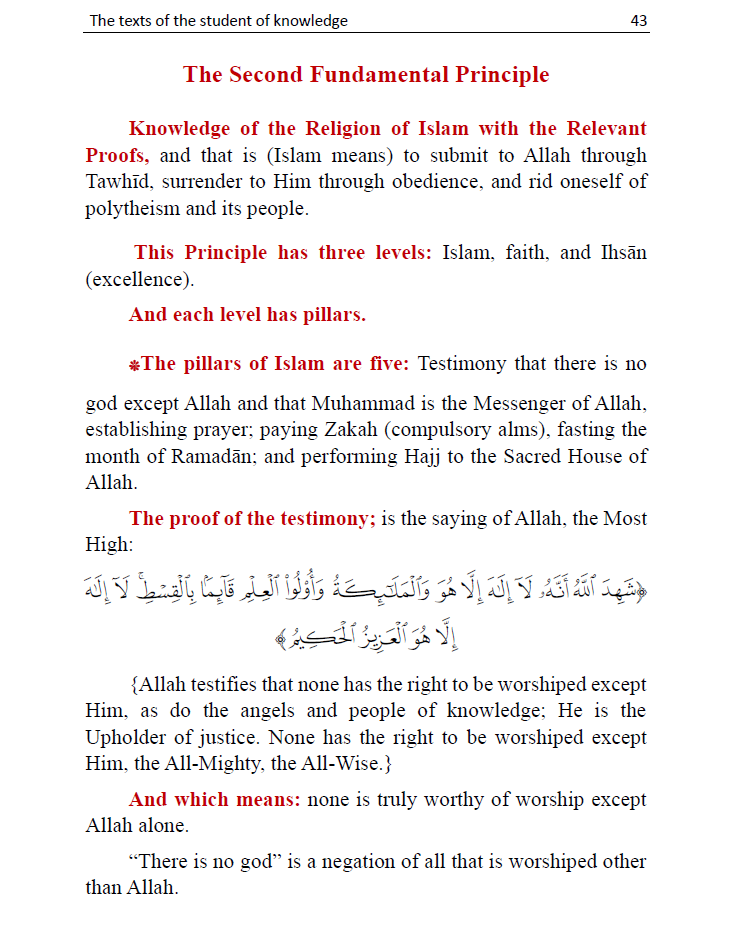 The texts of the student of knowledge 43
The Second Fundamental Principle
Knowledge of the Religion of Islam with the Relevant
Proofs, and that is (Islam means) to submit to Allah through
Tawhīd, surrender to Him through obedience, and rid oneself of
polytheism and its people.
This Principle has three levels: Islam, faith, and Ihsān
(excellence).
And each level has pillars.
✽The pillars of Islam are five: Testimony that there is no
god except Allah and that Muhammad is the Messenger of Allah,
establishing prayer; paying Zakah (compulsory alms), fasting the
month of Ramadān; and performing Hajj to the Sacred House of
Allah.
The proof of the testimony; is the saying of Allah, the Most
High:
﴿شَهِدَ ٱللَّهُ أَنَّهُۥ لَآ إِلَٰهَ إِلَّا هُوَ وَٱلْمَلَٰٓئِكَةُ وَأُوْلُواْ ٱلْعِلْمِ قَآئِمَۢا بِٱلْقِسْطِۚ لَآ إِلَٰهَ
إِلَّا هُوَ ٱلْعَزِيزُ ٱلْحَكِيمُ﴾
{Allah testifies that none has the right to be worshiped except
Him, as do the angels and people of knowledge; He is the
Upholder of justice. None has the right to be worshiped except
Him, the All-Mighty, the All-Wise.}
And which means: none is truly worthy of worship except
Allah alone.
“There is no god” is a negation of all that is worshiped other
than Allah.